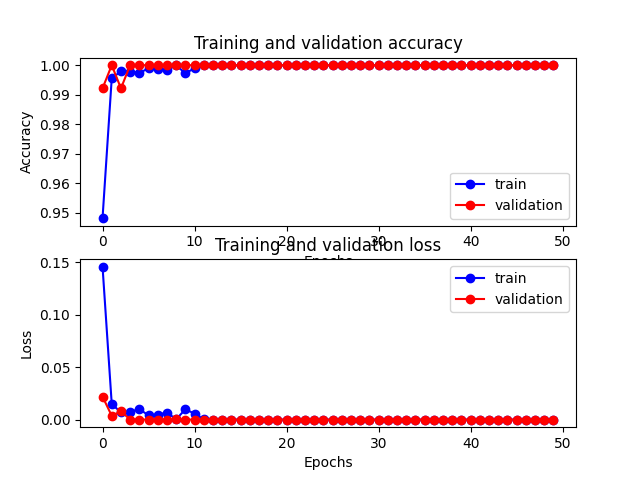 Training and validation accuracy
1.00
0.99
0.98
0.97
0.96
0.95
Accuracy
train
validation
0 10 20 30 40 50
Epochs
Training and validation loss
0.15
0.10
0.05
0.00
Loss
train
validation
0 10 20 30 40 50
Epochs